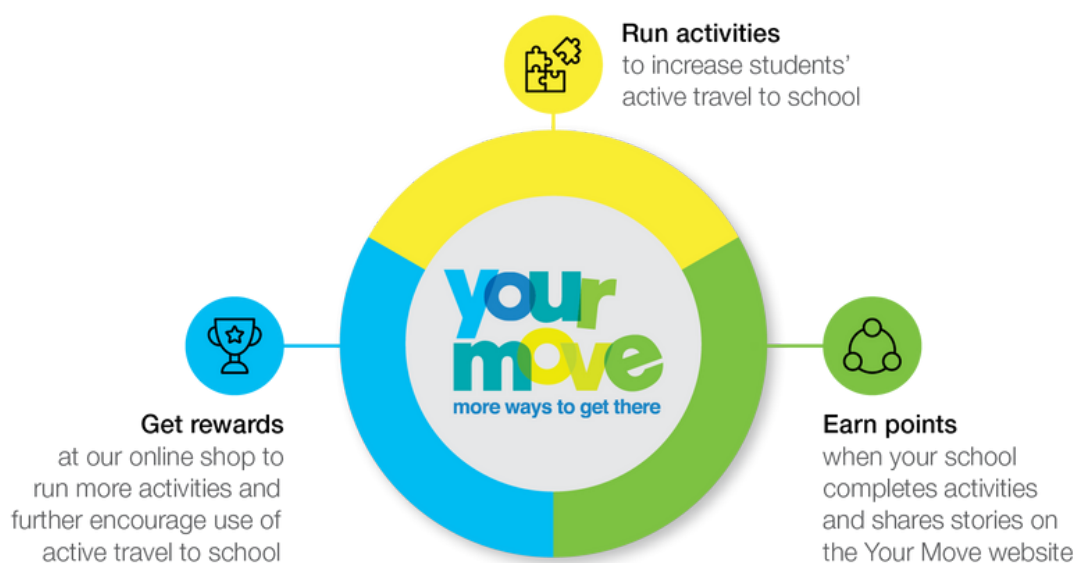 Run activities
to increase students'
active travel to school
your
move
more ways to get there
Get rewards
at our online shop to
run more activities and
further encourage use of
active travel to school
Earn points
when your school
completes activities
and shares stories on
the Your Move website